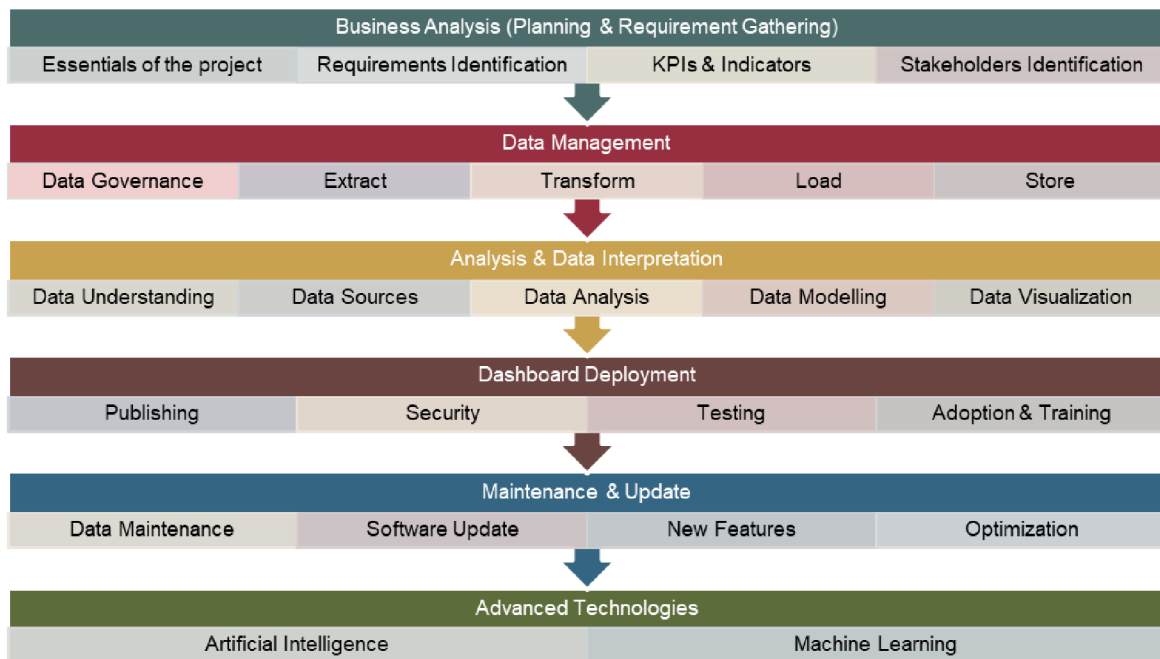 Business Analysis (Planning & Requirement Gathering)
Essentials of the project Requirements Identification KPIs & Indicators Stakeholders Identification
Data Management
Data Governance Extract Transform Load Store
Analysis & Data Interpretation
Data Understanding Data Sources Data Analysis Data Modelling Data Visualization
Dashboard Deployment
Publishing Security Testing Adoption & Training
Maintenance & Update
Data Maintenance Software Update New Features Optimization
Advanced Technologies
Artificial Intelligence Machine Learning